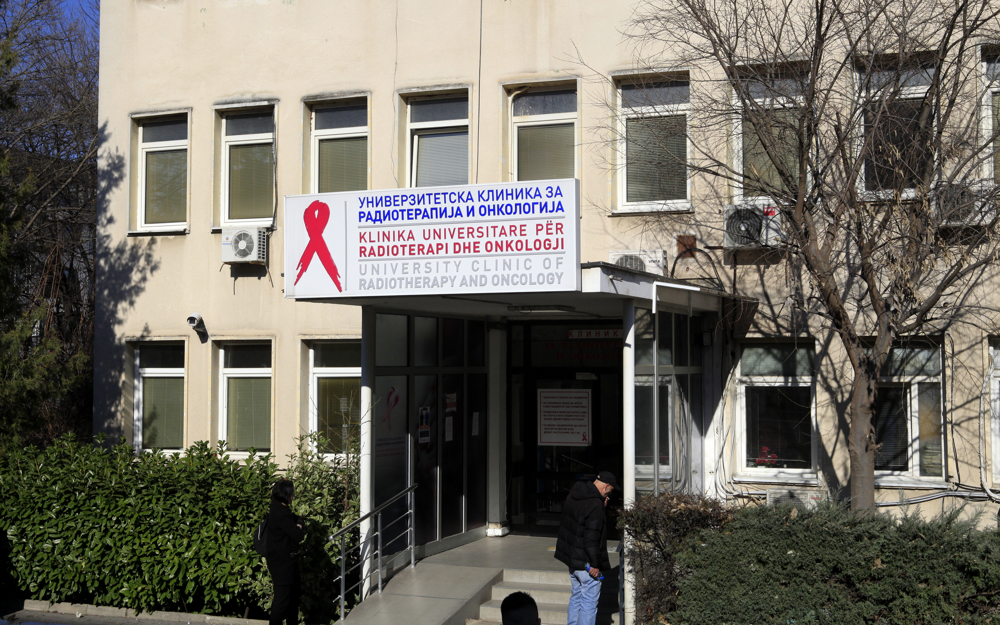 УНИВЕРЗИТЕТСКА КЛИНИКА ЗА
РАДИОТЕРАПИЈА И ОНКОЛОГИЈА
KLINIKA UNIVERSITARE PËR
RADIOTERAPI DHE ONKOLOGJI
UNIVERSITY CLINIC OF
RADIOTHERAPY AND ONCOLOGY